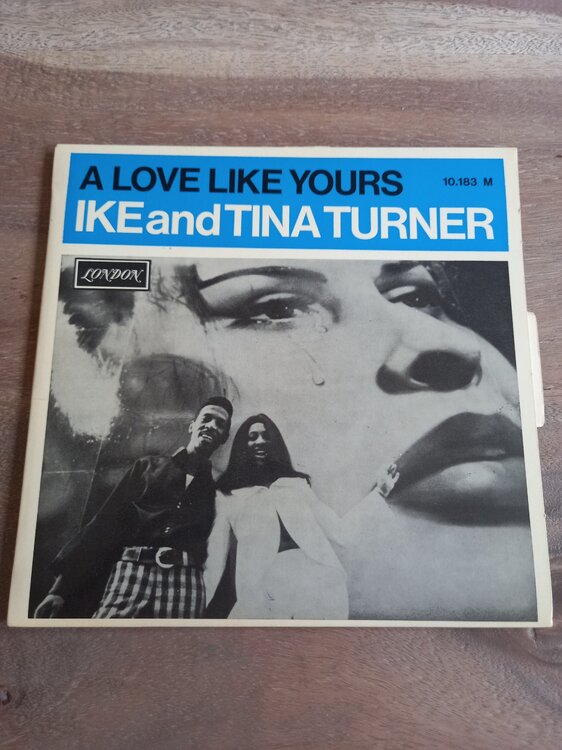 A LOVE LIKE YOURS 10.183 M
IKE and TINA TURNER
LONDON